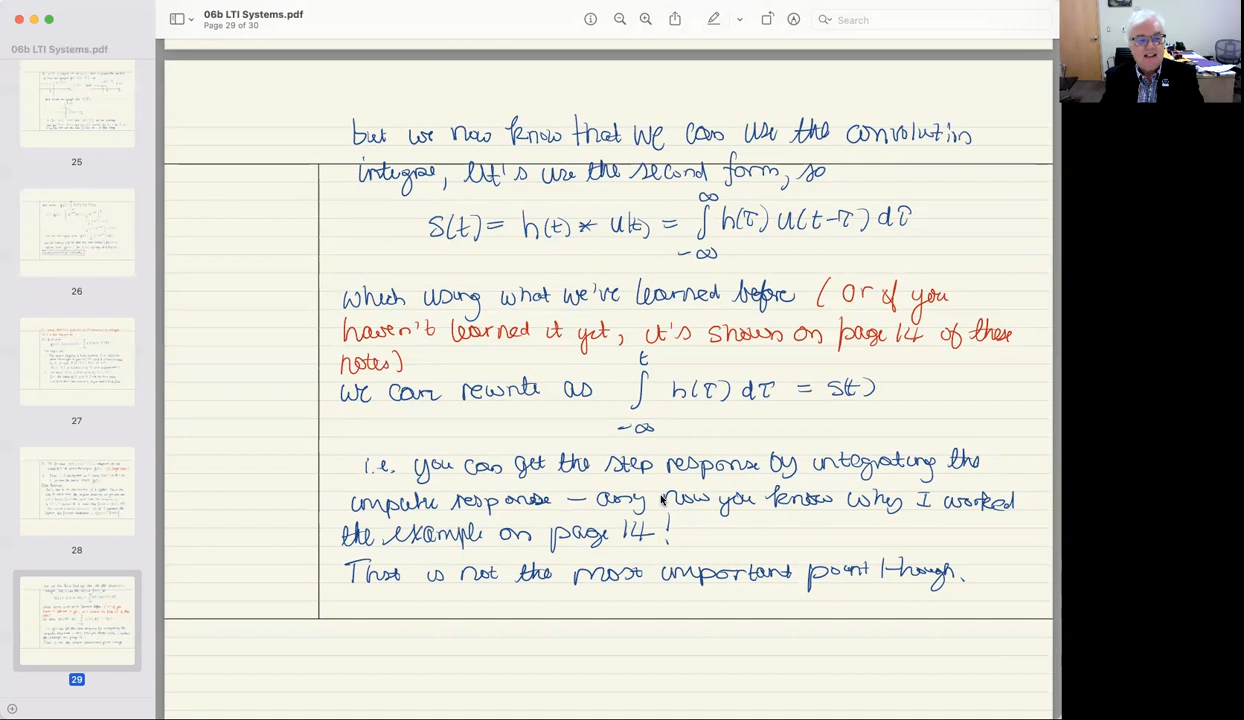 06b LTI Systems.pdf
Page 29 of 30
Search
06b LTI Systems.pdf
25
26
27
28
29
but we now know that we can use the convolution
integral, let's use the second form, so
s(t) = h(t) * u(t) = ∫_{-∞}^{∞} h(τ) u(t-τ) dτ
which using what we've learned before (or if you
haven't learned it yet, it's shown on page 14 of these
notes)
we can rewrite as ∫_{-∞}^{t} h(τ) dτ = s(t)
i.e. you can get the step response by integrating the
impulse response – any now you know why I worked
the example on page 14!
That is not the most important point though.